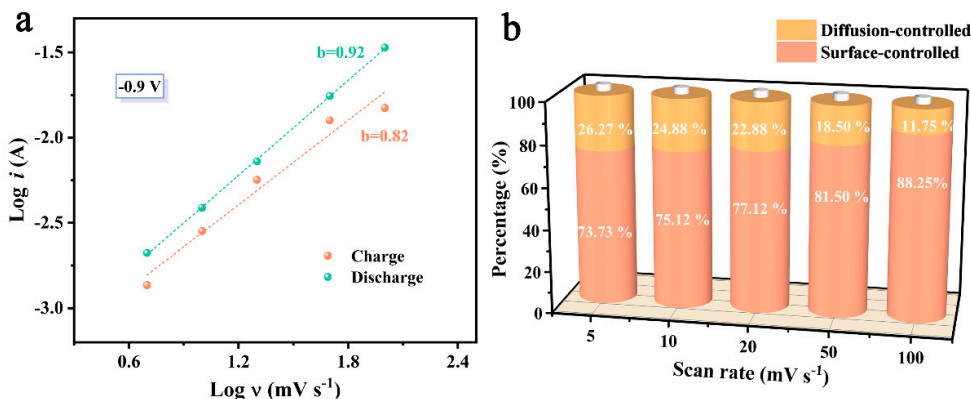 a
b=0.92
-0.9 V
b=0.82
Charge
Discharge
Log i (A)
-1.5
-2.0
-2.5
-3.0
0.6
1.2
1.8
2.4
Log ν (mV s⁻¹)
b
Diffusion-controlled
Surface-controlled
Percentage (%)
100
80
60
40
20
0
26.27 %
24.88 %
22.88 %
18.50 %
11.75 %
73.73 %
75.12 %
77.12 %
81.50 %
88.25%
5
10
20
50
100
Scan rate (mV s⁻¹)